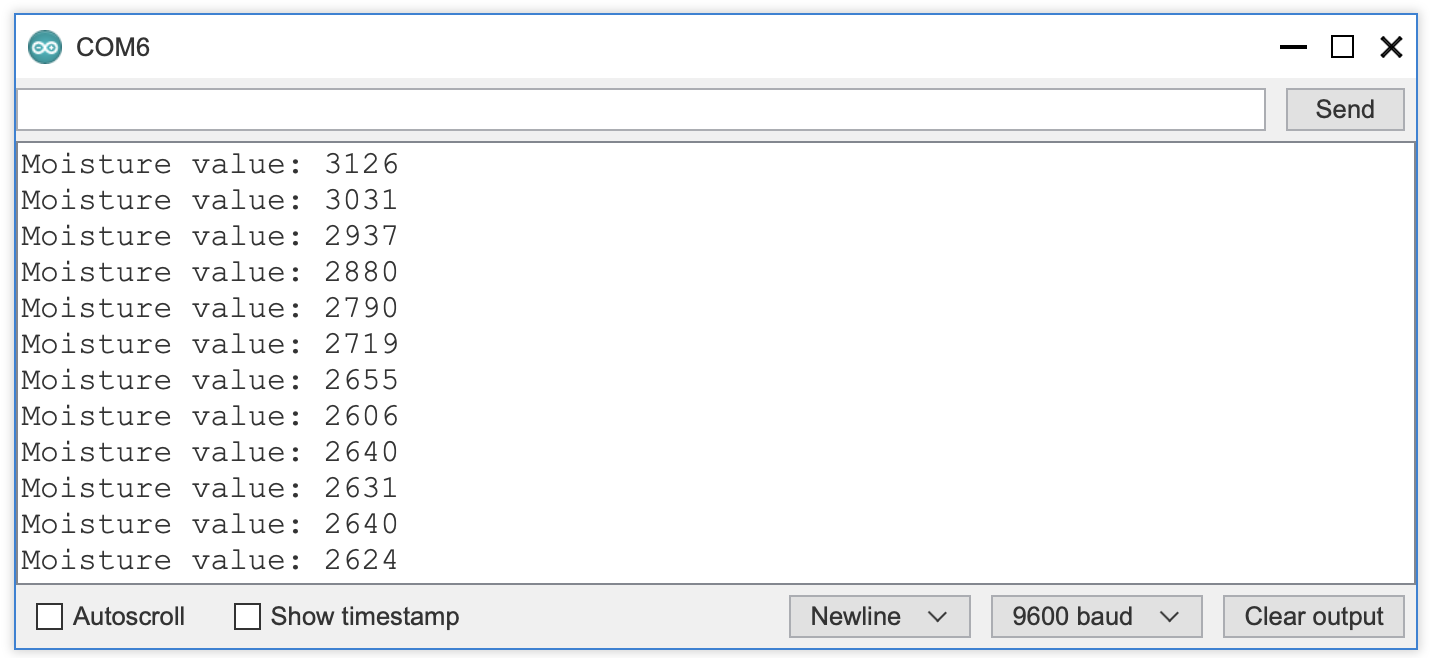 COM6
Send
Moisture value: 3126
Moisture value: 3031
Moisture value: 2937
Moisture value: 2880
Moisture value: 2790
Moisture value: 2719
Moisture value: 2655
Moisture value: 2606
Moisture value: 2640
Moisture value: 2631
Moisture value: 2640
Moisture value: 2624
Autoscroll Show timestamp Newline 9600 baud Clear output